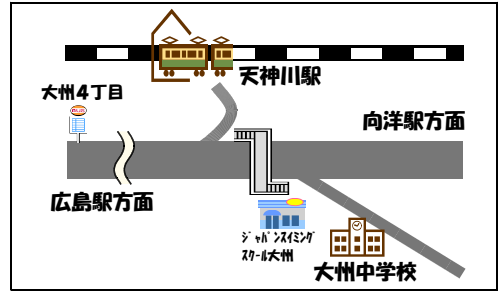 天神川駅
大州４丁目
向洋駅方面
広島駅方面
ｼﾞｬﾊﾟﾝスイミング
スクール大州
大州中学校